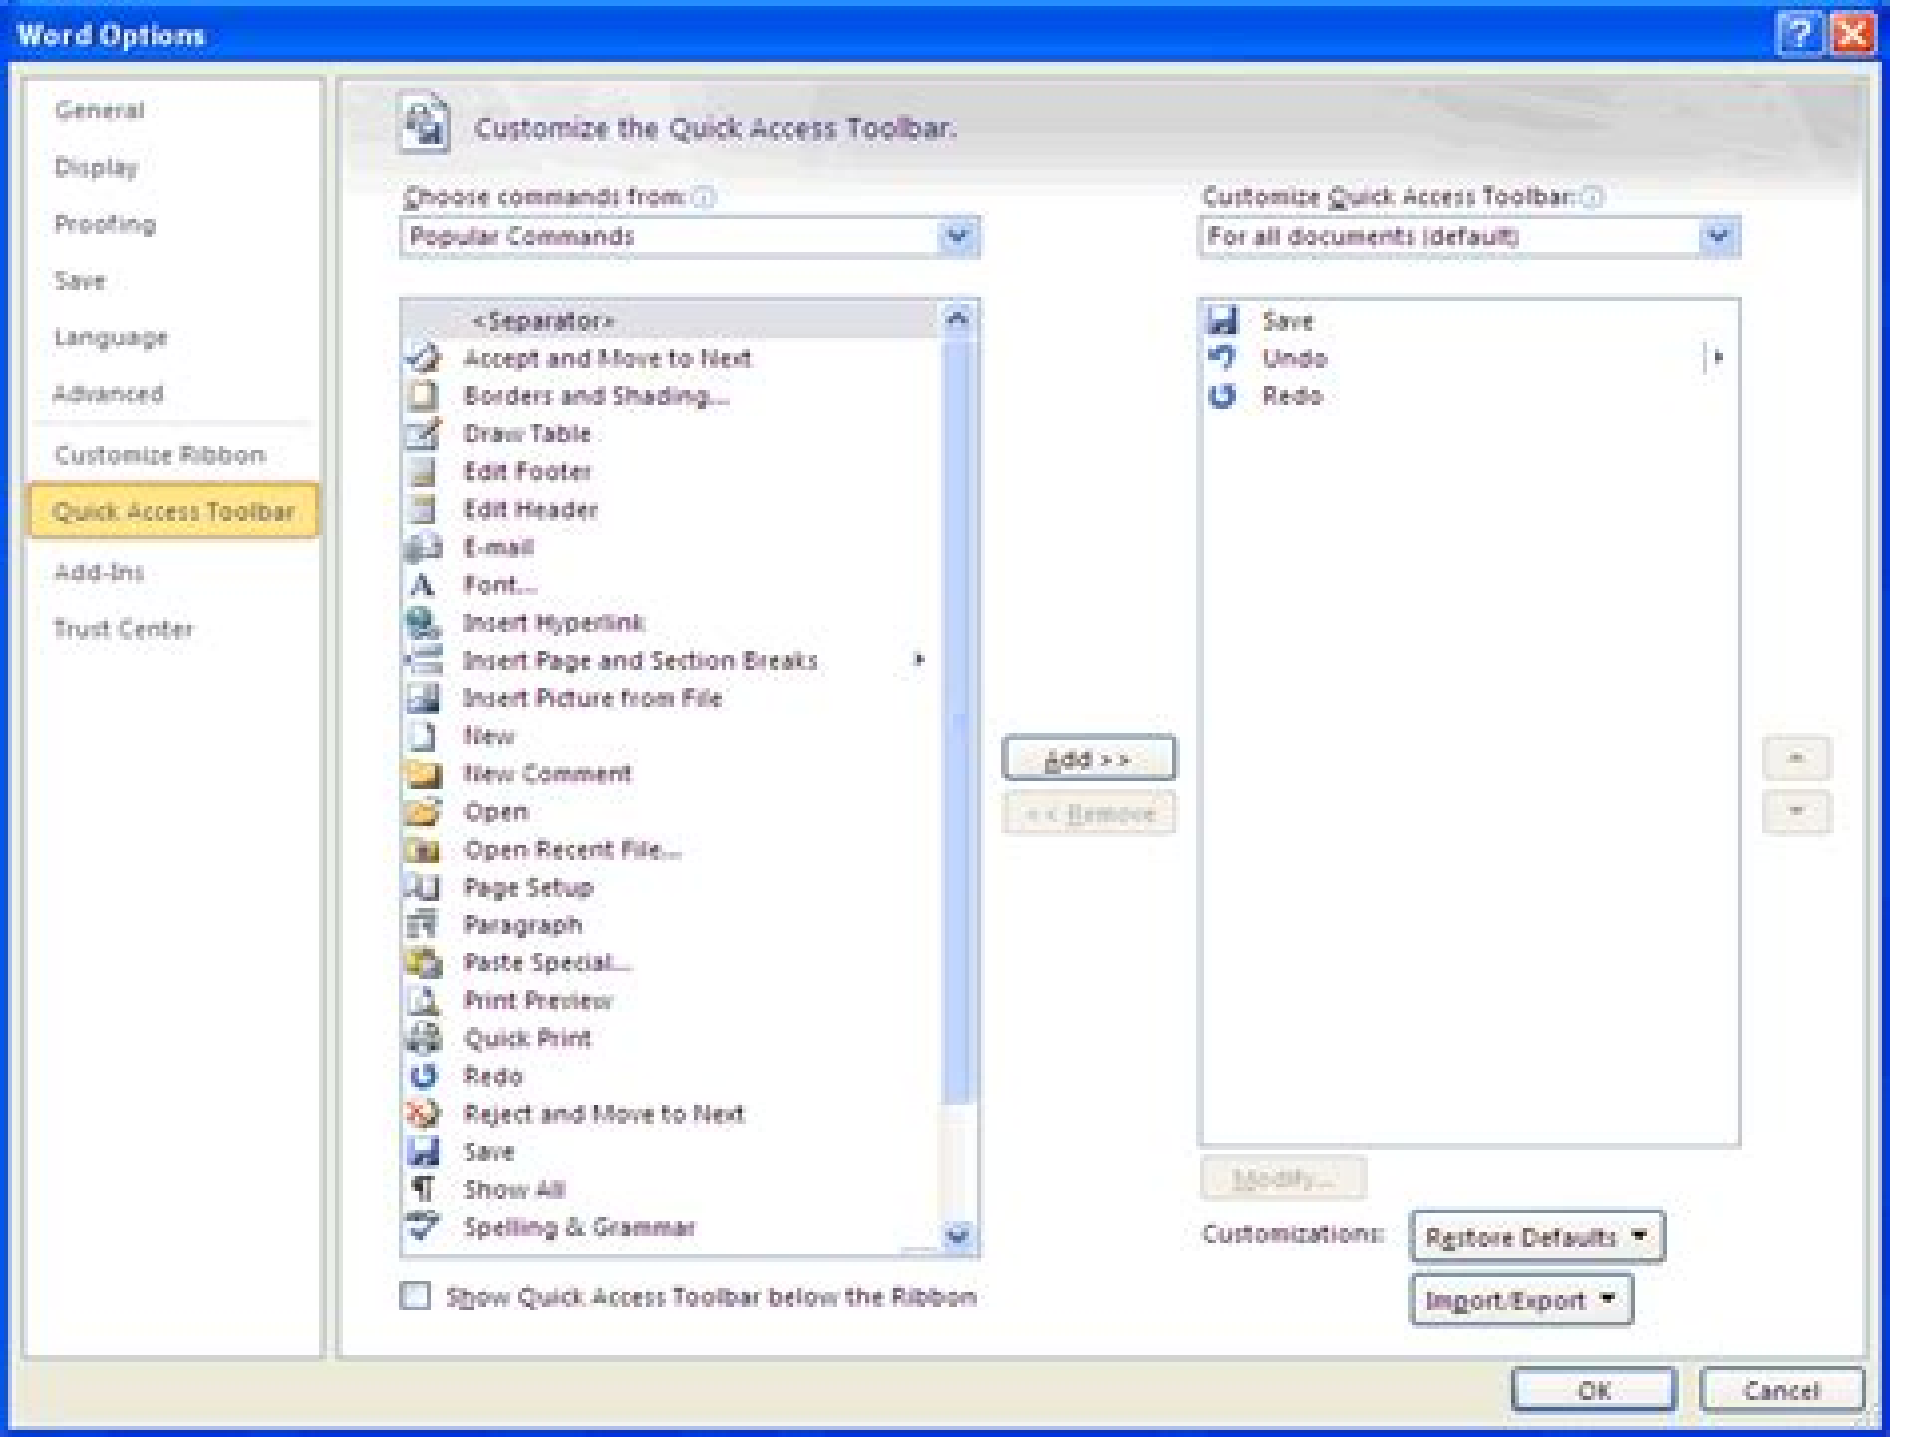 Word Options
General
Display
Proofing
Save
Language
Advanced
Customize Ribbon
Quick Access Toolbar
Add-Ins
Trust Center
Customize the Quick Access Toolbar.
Choose commands from:
Popular Commands
<Separator>
Accept and Move to Next
Borders and Shading...
Draw Table
Edit Footer
Edit Header
E-mail
Font...
Insert Hyperlink
Insert Page and Section Breaks
Insert Picture from File
New
New Comment
Open
Open Recent File...
Page Setup
Paragraph
Paste Special...
Print Preview
Quick Print
Redo
Reject and Move to Next
Save
Show All
Spelling & Grammar
Show Quick Access Toolbar below the Ribbon
Add >>
<< Remove
Customize Quick Access Toolbar:
For all documents (default)
Save
Undo
Redo
Modify...
Customizations:
Restore Defaults
Import/Export
OK
Cancel